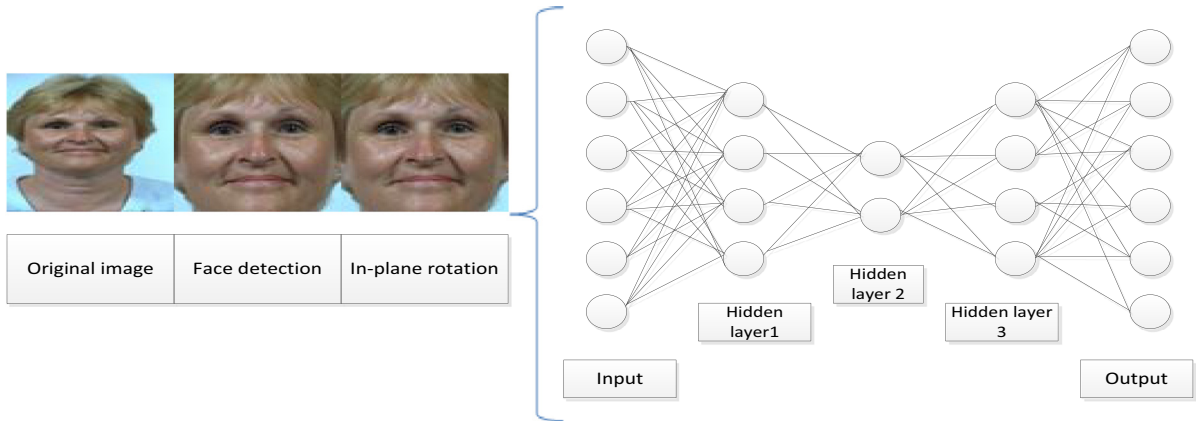 Original image
Face detection
In-plane rotation
Hidden
layer1
Hidden
layer 2
Hidden layer
3
Input
Output